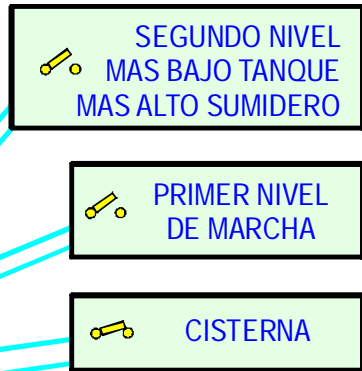 SEGUNDO NIVEL
MAS BAJO TANQUE
MAS ALTO SUMIDERO
PRIMER NIVEL
DE MARCHA
CISTERNA